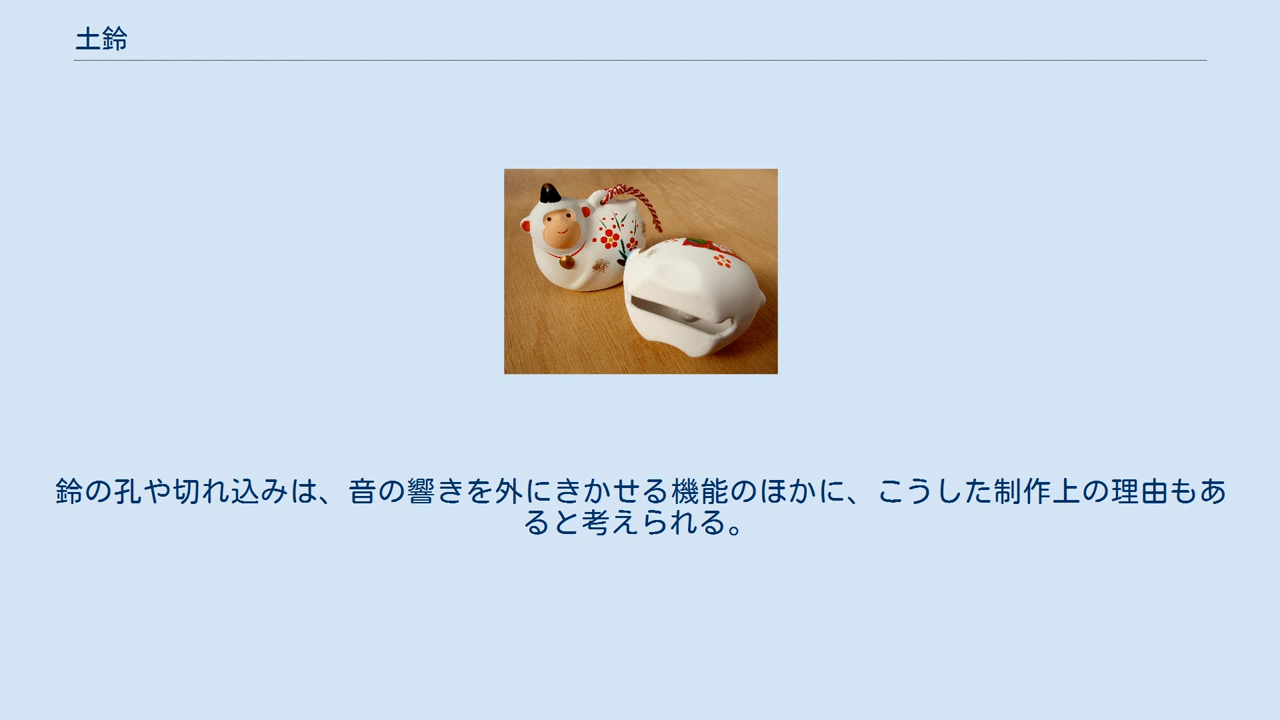 土鈴
鈴の孔や切れ込みは、音の響きを外にきかせる機能のほかに、こうした制作上の理由もあ
ると考えられる。